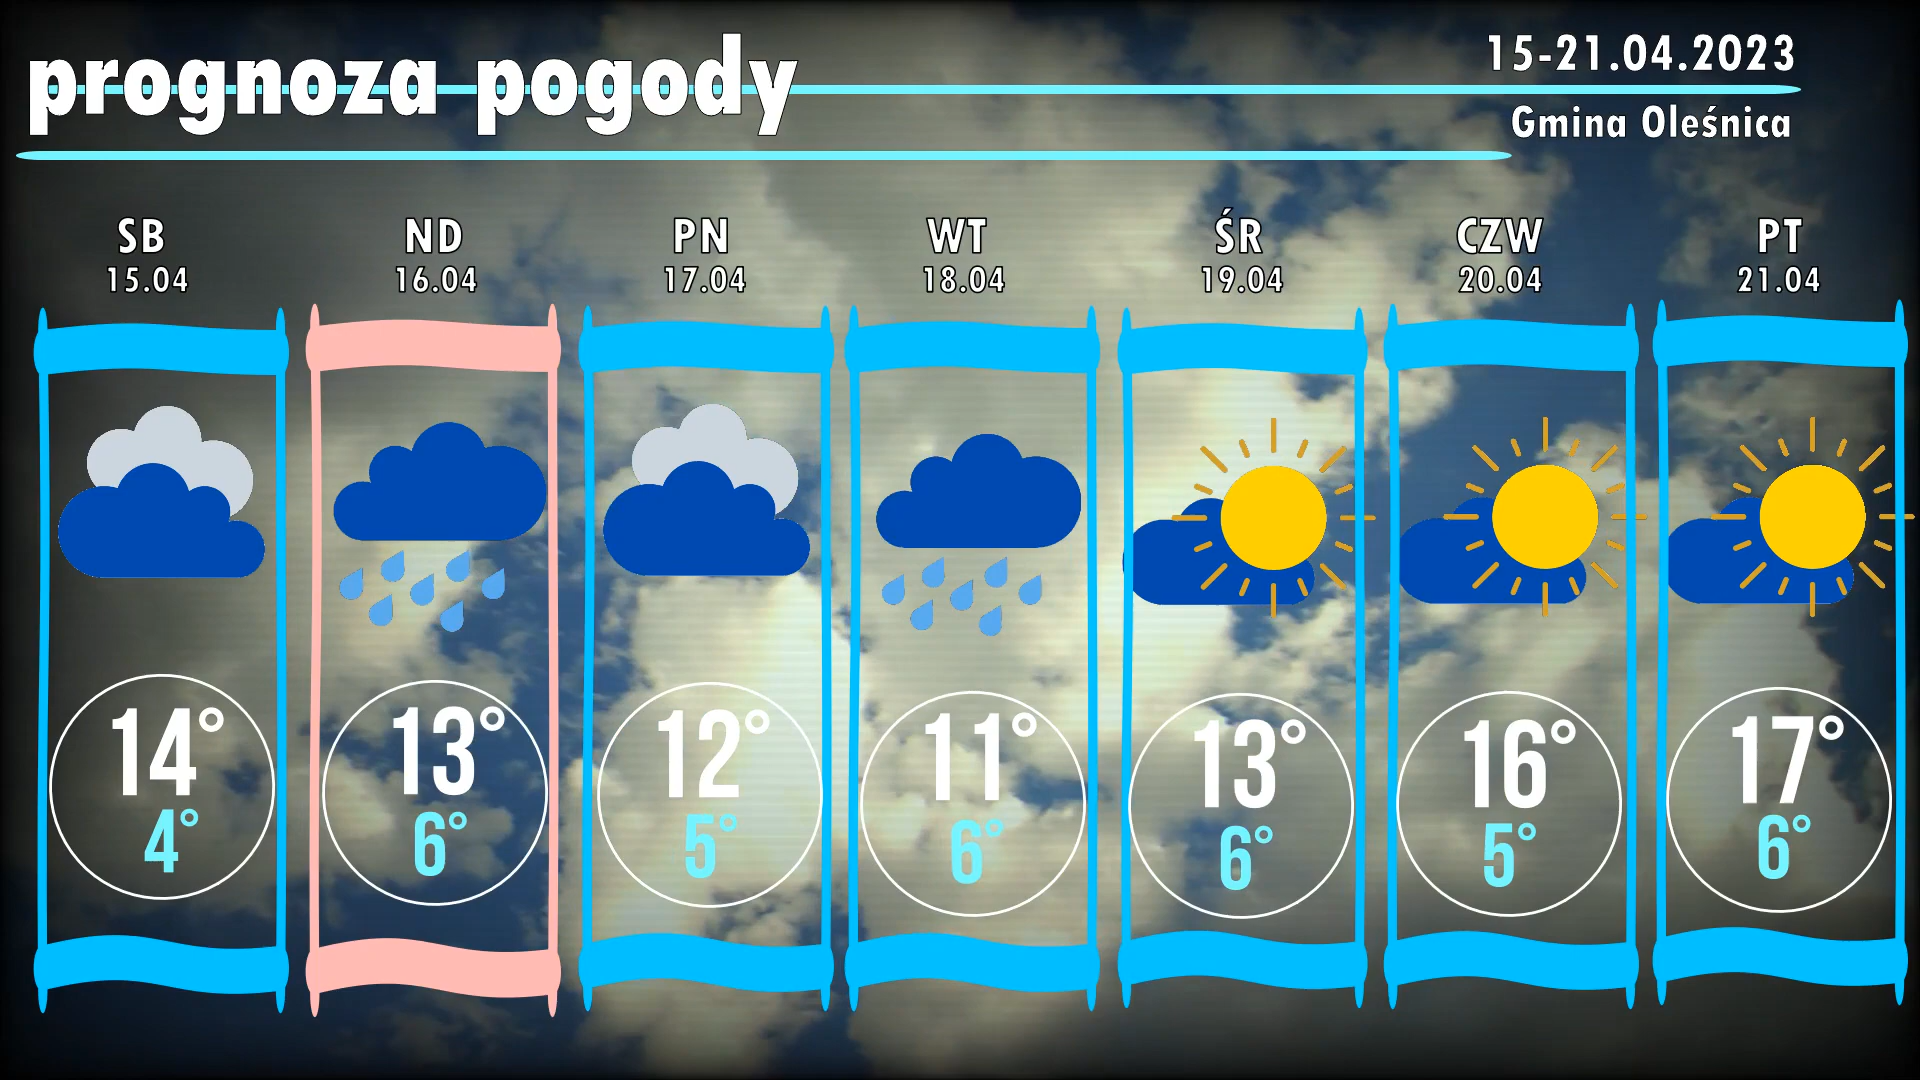 prognoza pogody
15-21.04.2023
Gmina Oleśnica
SB
15.04
ND
16.04
PN
17.04
WT
18.04
ŚR
19.04
CZW
20.04
PT
21.04
14°
4°
13°
6°
12°
5°
11°
6°
13°
6°
16°
5°
17°
6°